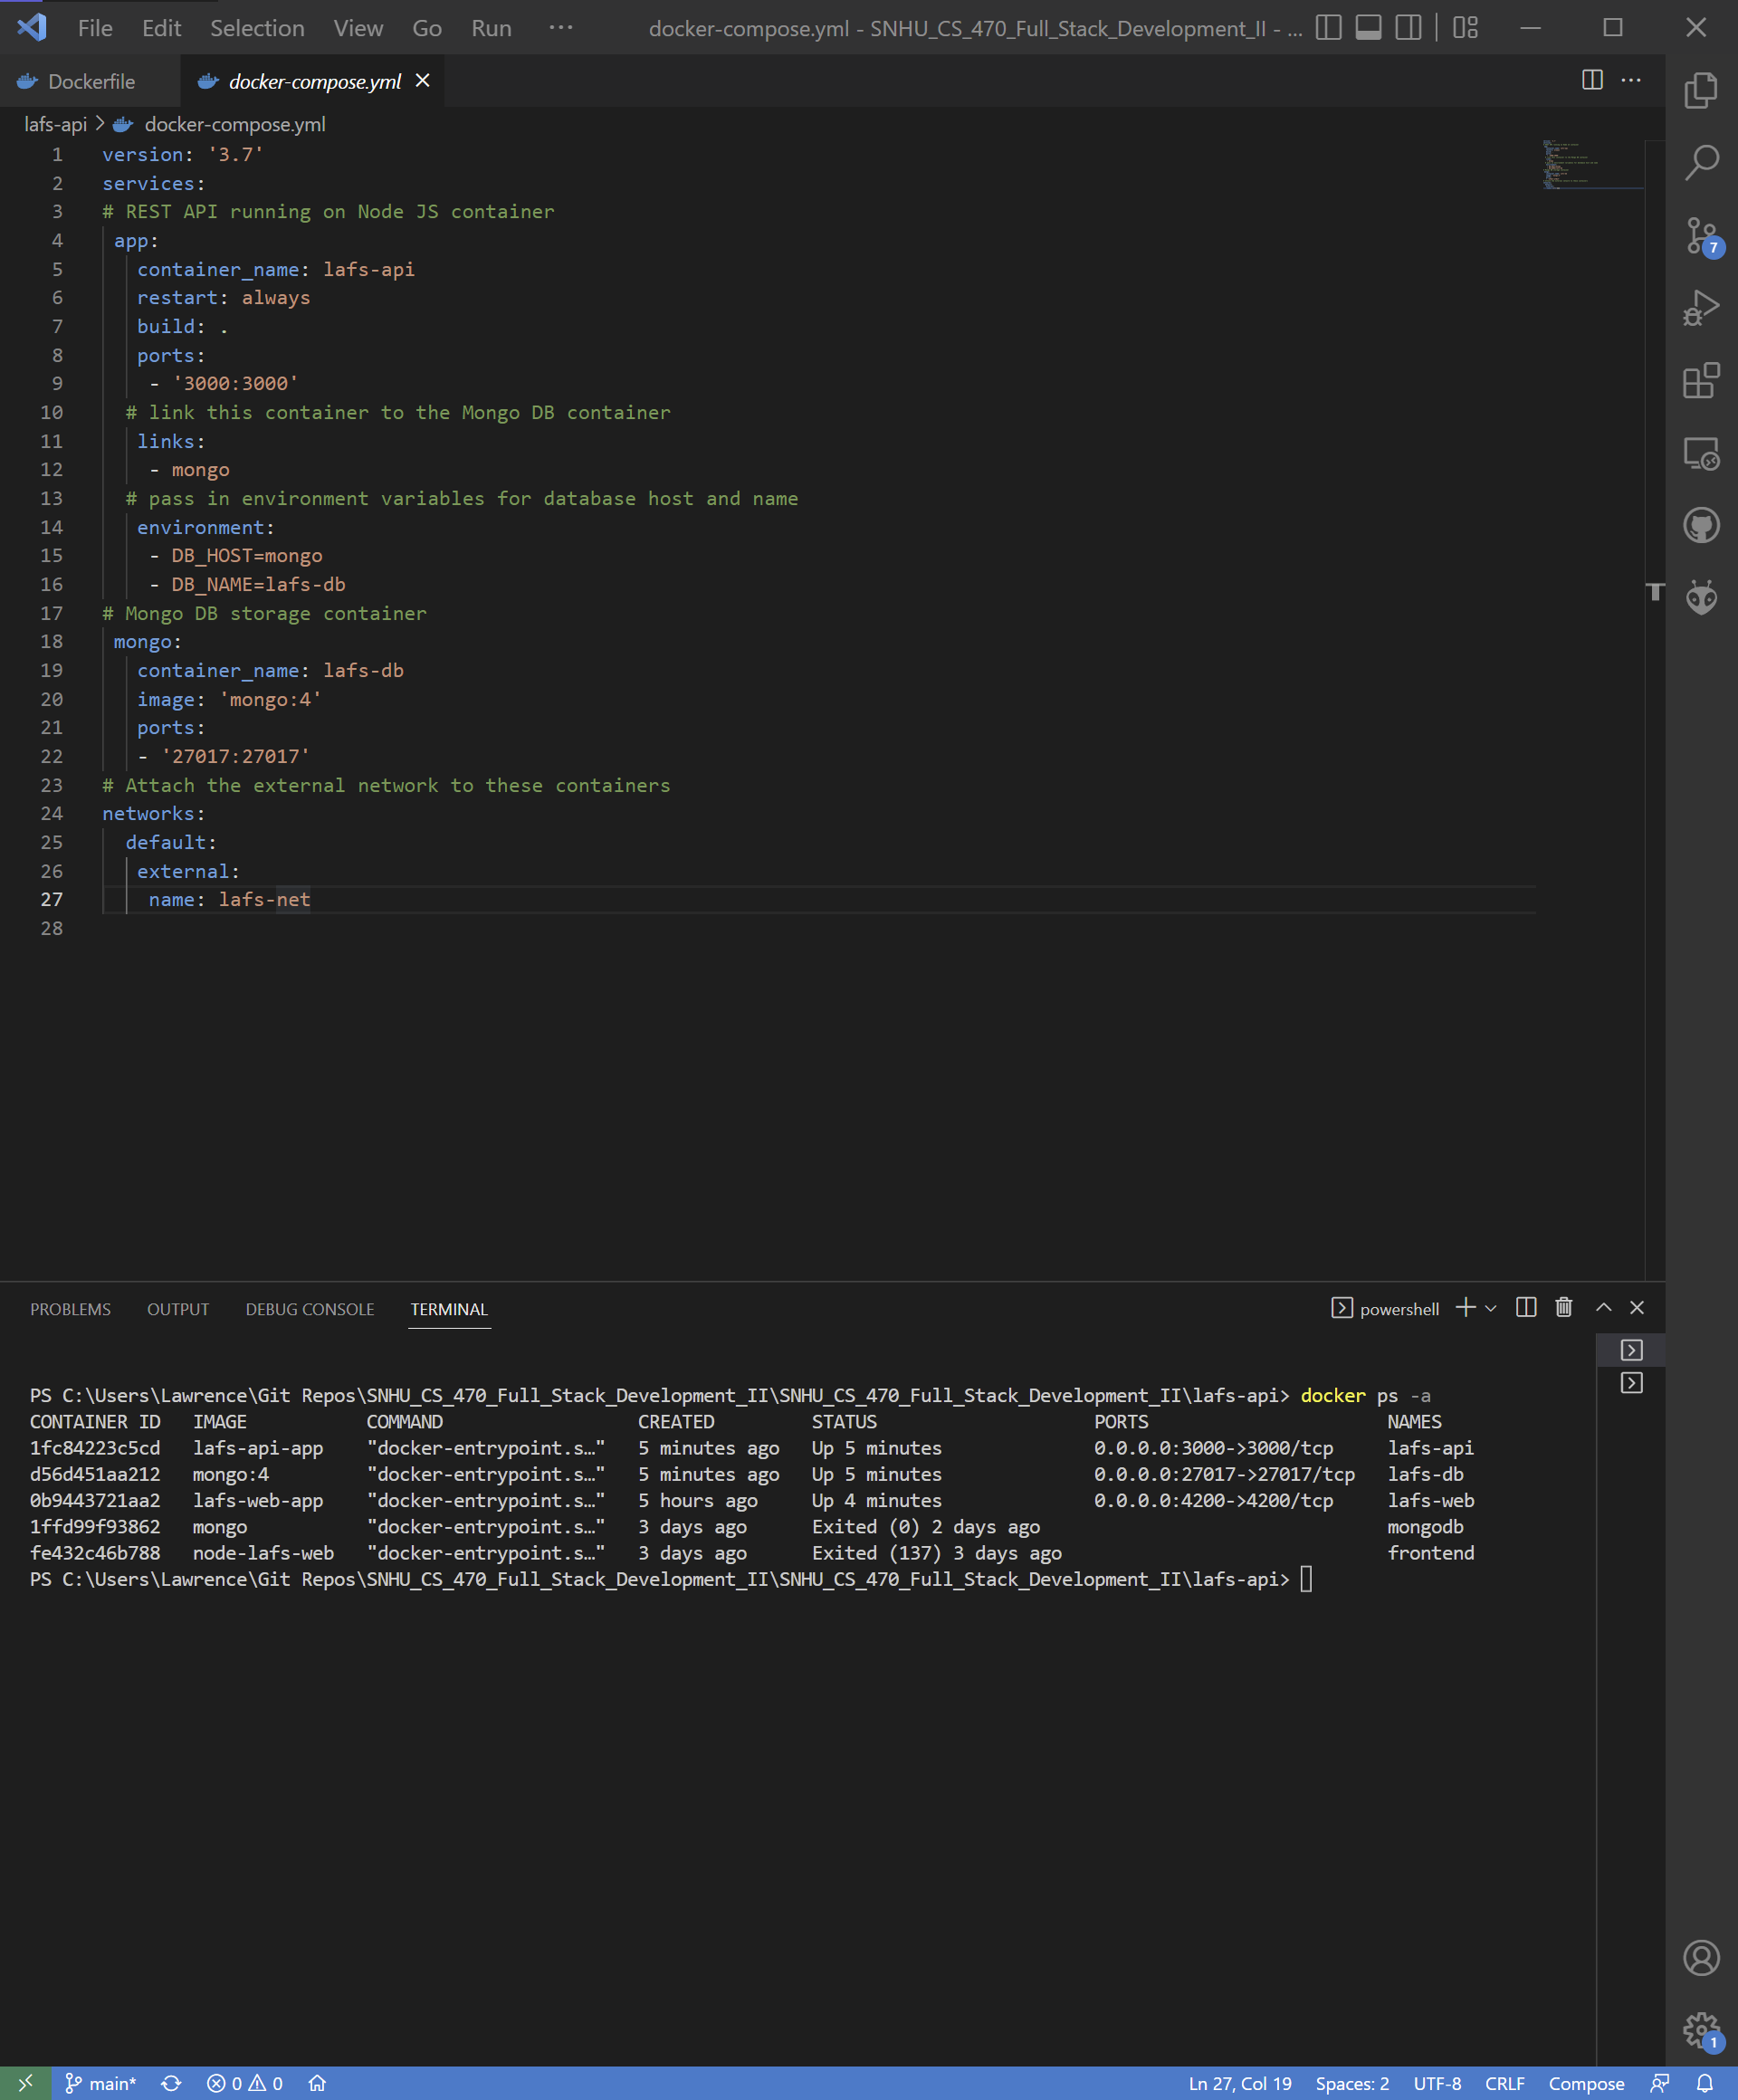 File Edit Selection View Go Run ··· docker-compose.yml - SNHU_CS_470_Full_Stack_Development_II - ...
Dockerfile docker-compose.yml
lafs-api > docker-compose.yml
1 version: '3.7'
2 services:
3 # REST API running on Node JS container
4 app:
5 container_name: lafs-api
6 restart: always
7 build: .
8 ports:
9 - '3000:3000'
10 # link this container to the Mongo DB container
11 links:
12 - mongo
13 # pass in environment variables for database host and name
14 environment:
15 - DB_HOST=mongo
16 - DB_NAME=lafs-db
17 # Mongo DB storage container
18 mongo:
19 container_name: lafs-db
20 image: 'mongo:4'
21 ports:
22 - '27017:27017'
23 # Attach the external network to these containers
24 networks:
25 default:
26 external:
27 name: lafs-net
28
7
PROBLEMS OUTPUT DEBUG CONSOLE TERMINAL powershell
PS C:\Users\Lawrence\Git Repos\SNHU_CS_470_Full_Stack_Development_II\SNHU_CS_470_Full_Stack_Development_II\lafs-api> docker ps -a
CONTAINER ID IMAGE COMMAND CREATED STATUS PORTS NAMES
1fc84223c5cd lafs-api-app "docker-entrypoint.s…" 5 minutes ago Up 5 minutes 0.0.0.0:3000->3000/tcp lafs-api
d56d451aa212 mongo:4 "docker-entrypoint.s…" 5 minutes ago Up 5 minutes 0.0.0.0:27017->27017/tcp lafs-db
0b9443721aa2 lafs-web-app "docker-entrypoint.s…" 5 hours ago Up 4 minutes 0.0.0.0:4200->4200/tcp lafs-web
1ffd99f93862 mongo "docker-entrypoint.s…" 3 days ago Exited (0) 2 days ago mongodb
fe432c46b788 node-lafs-web "docker-entrypoint.s…" 3 days ago Exited (137) 3 days ago frontend
PS C:\Users\Lawrence\Git Repos\SNHU_CS_470_Full_Stack_Development_II\SNHU_CS_470_Full_Stack_Development_II\lafs-api>
1
main* 0 0 Ln 27, Col 19 Spaces: 2 UTF-8 CRLF Compose